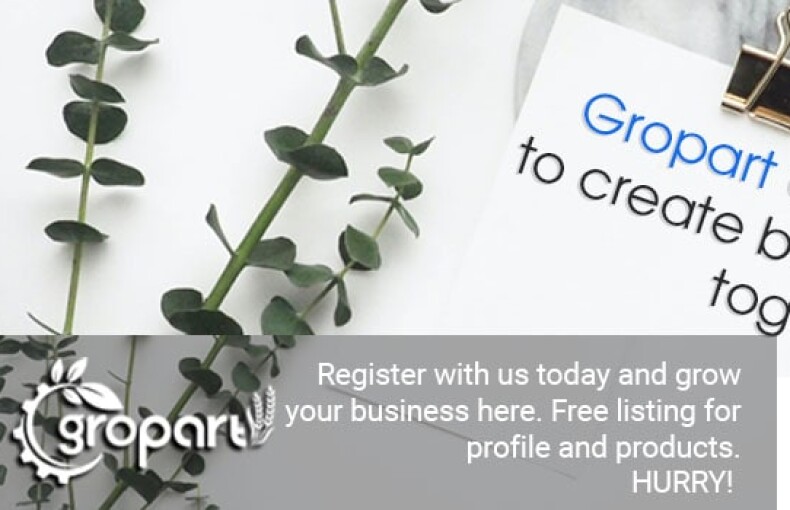 Gropart
to create b
tog
gropart
Register with us today and grow
your business here. Free listing for
profile and products.
HURRY!